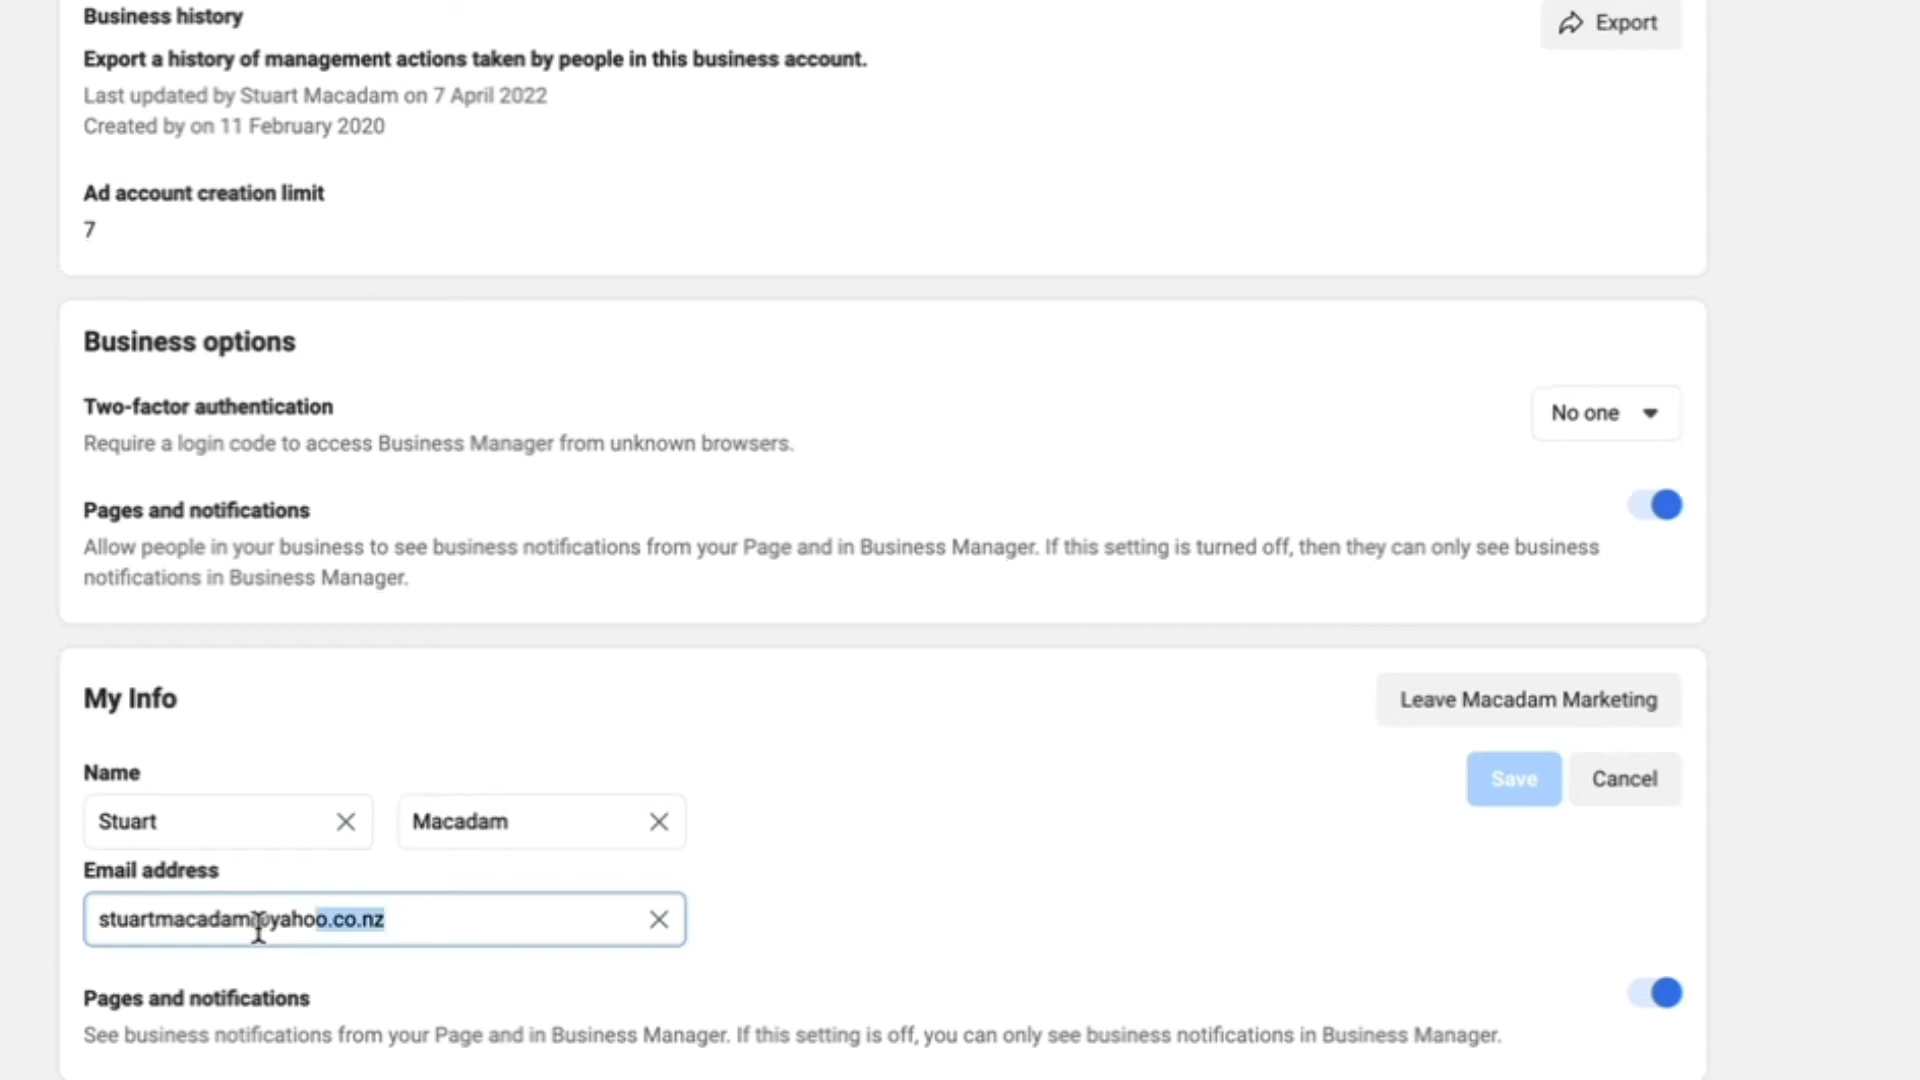 Business history
Export
Export a history of management actions taken by people in this business account.
Last updated by Stuart Macadam on 7 April 2022
Created by on 11 February 2020
Ad account creation limit
7
Business options
Two-factor authentication
No one
Require a login code to access Business Manager from unknown browsers.
Pages and notifications
Allow people in your business to see business notifications from your Page and in Business Manager. If this setting is turned off, then they can only see business
notifications in Business Manager.
My Info
Leave Macadam Marketing
Name
Save
Cancel
Stuart
Macadam
Email address
stuartmacadam@yahoo.co.nz
Pages and notifications
See business notifications from your Page and in Business Manager. If this setting is off, you can only see business notifications in Business Manager.